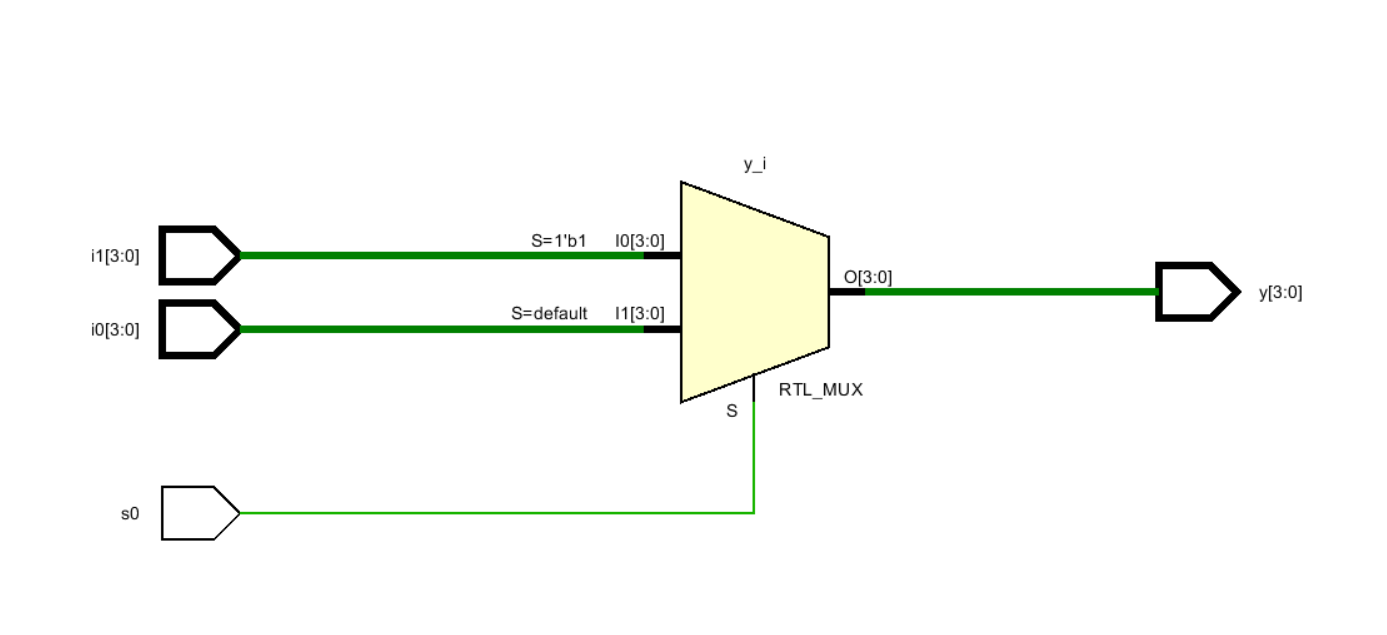 y_i
i1[3:0]
S=1'b1
I0[3:0]
O[3:0]
y[3:0]
i0[3:0]
S=default
I1[3:0]
RTL_MUX
S
s0